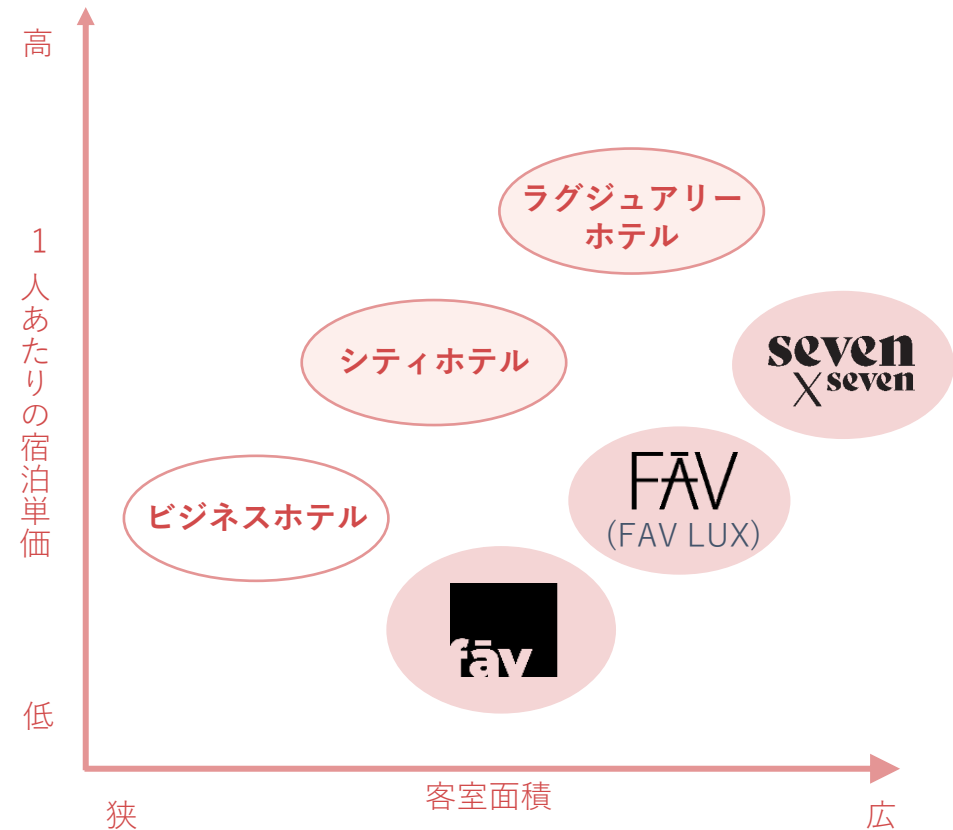 高
1人あたりの宿泊単価
ラグジュアリー
ホテル
シティホテル
seven
X seven
FĀV
(FAV LUX)
ビジネスホテル
fāv
低
狭
客室面積
広